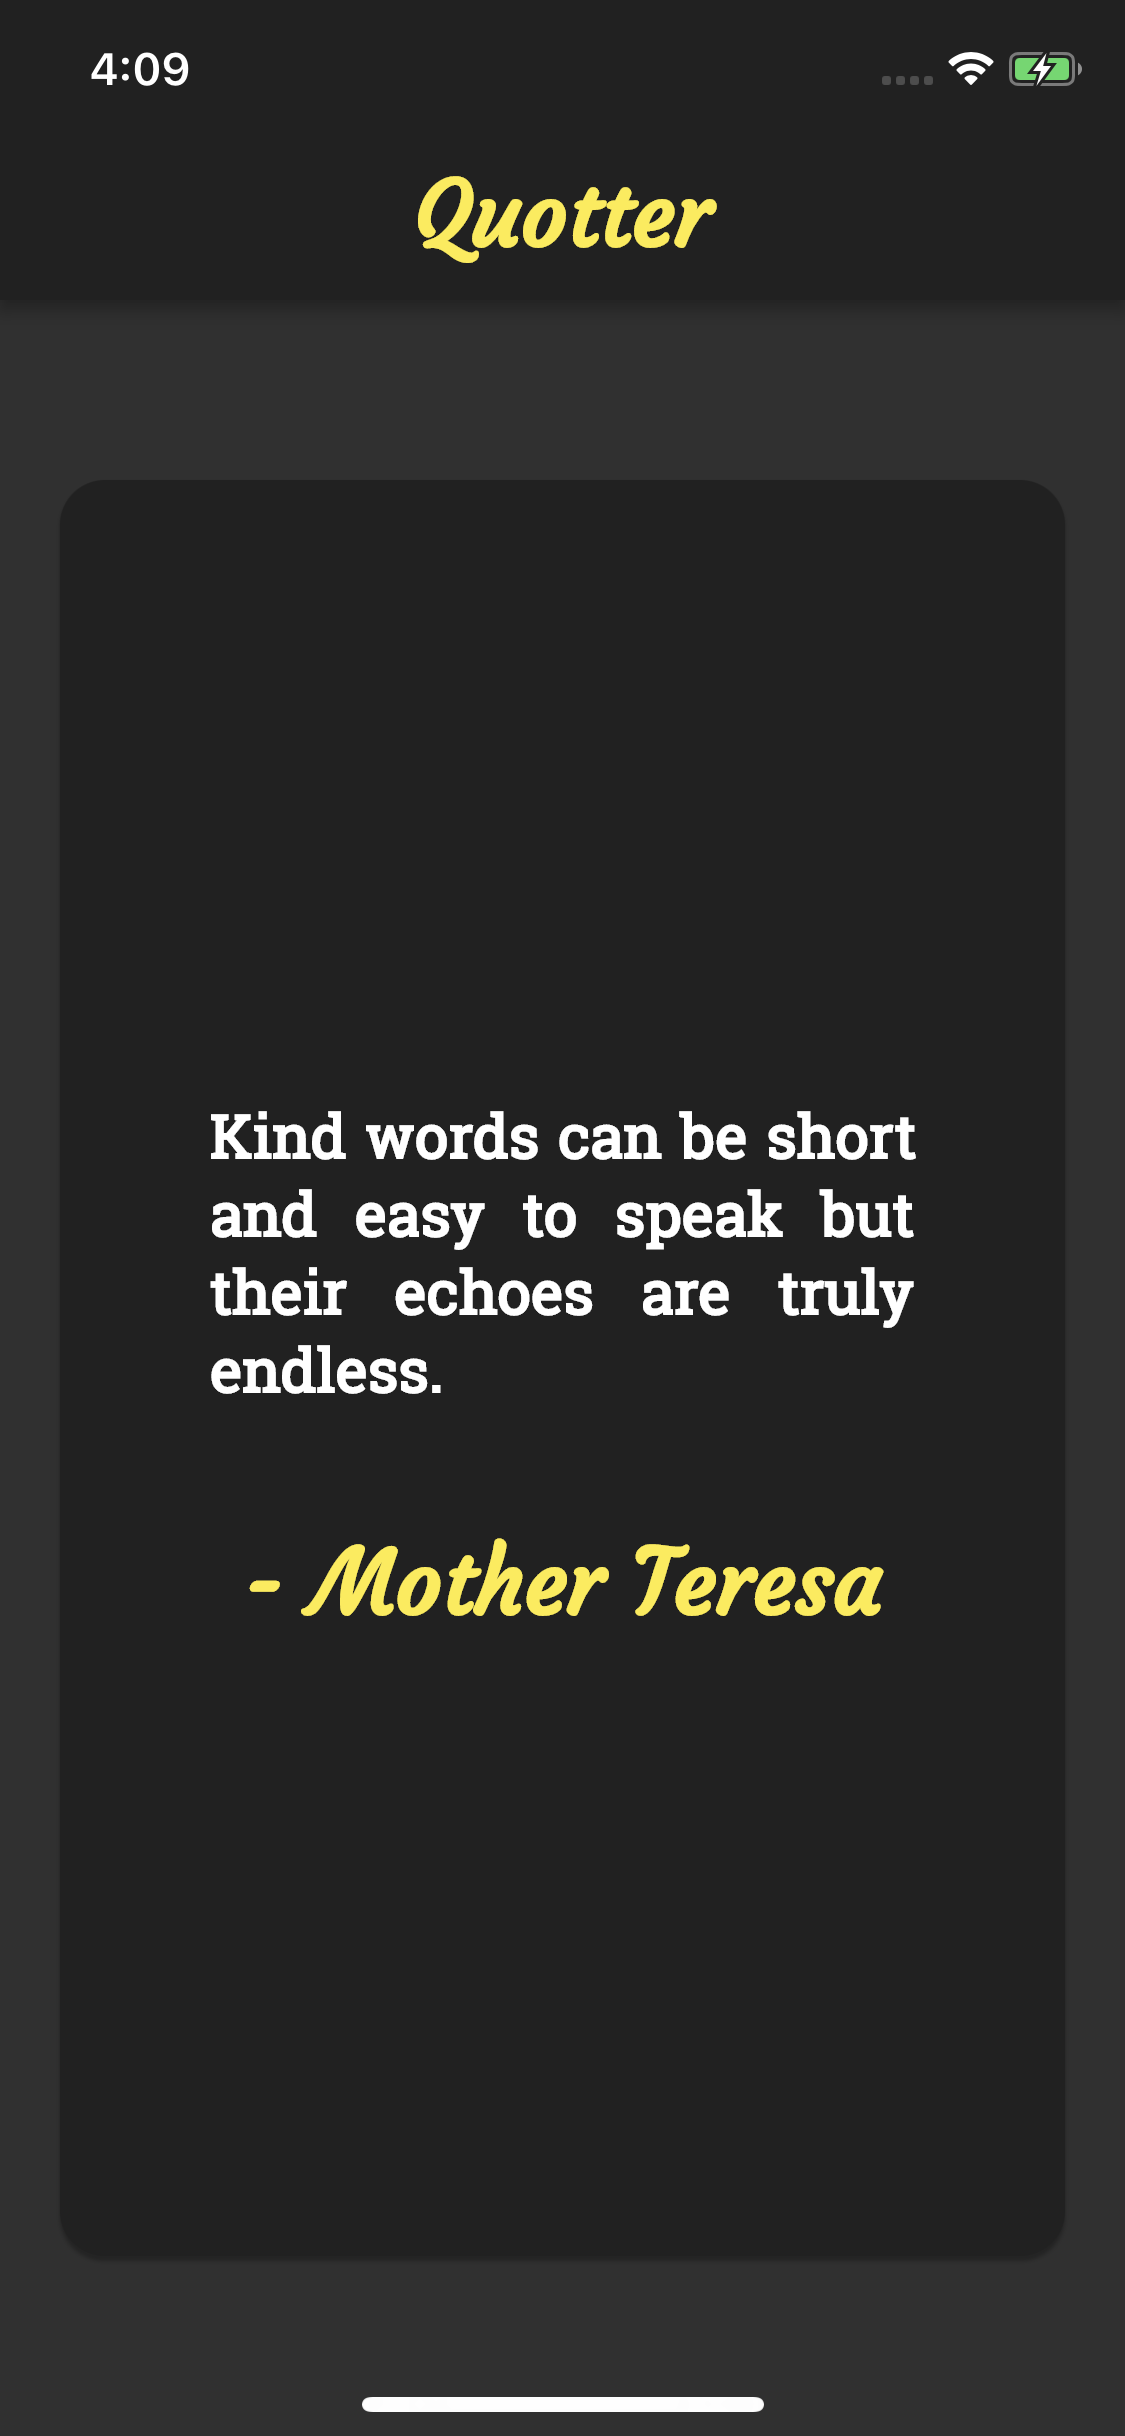 4:09
Quotter
Kind words can be short
and easy to speak but
their echoes are truly
endless.
- Mother Teresa